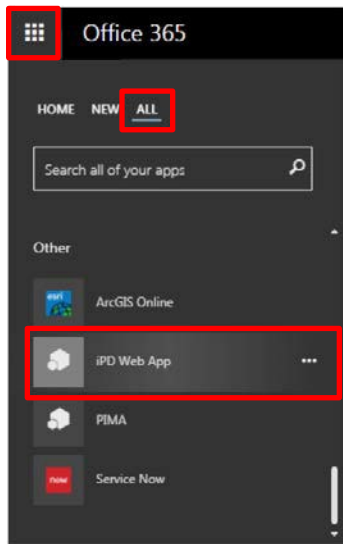 Office 365
HOME NEW ALL
Search all of your apps
Other
esri ArcGIS Online
iPD Web App
PIMA
now Service Now